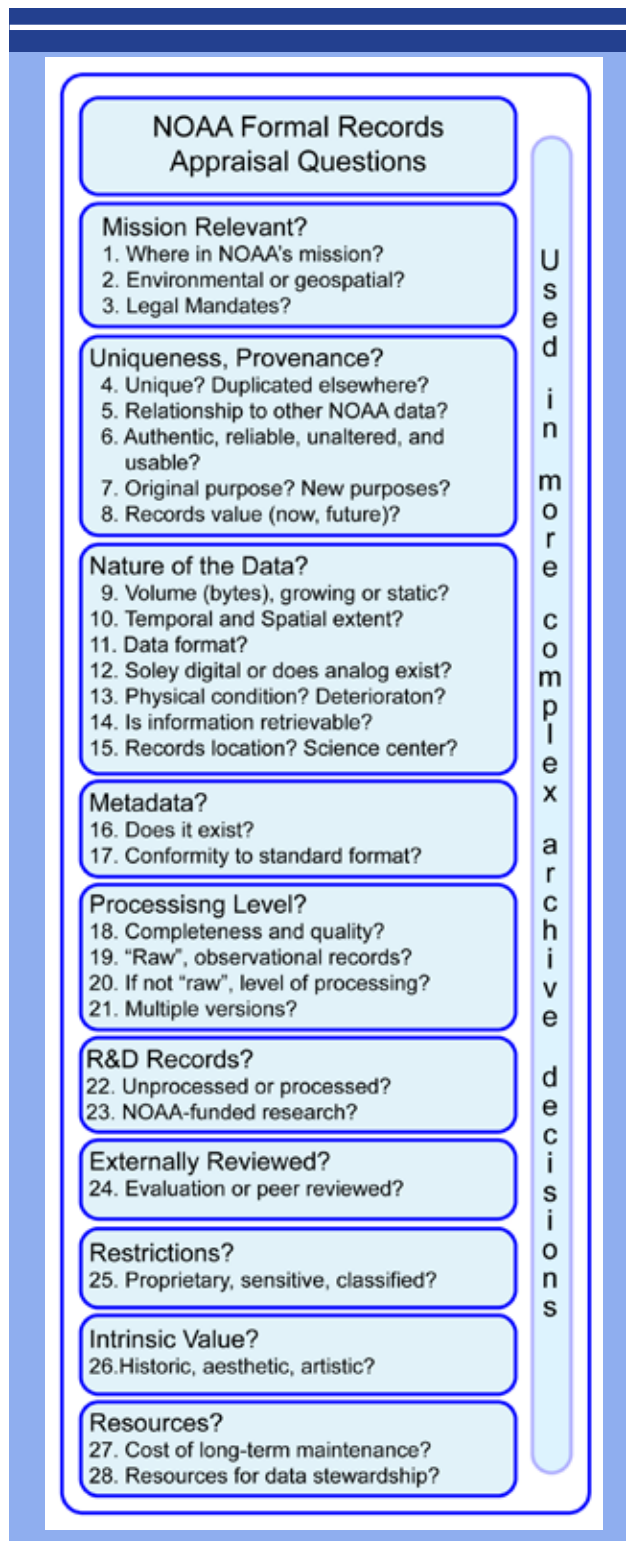 NOAA Formal Records
Appraisal Questions
Mission Relevant?
1. Where in NOAA's mission?
2. Environmental or geospatial?
3. Legal Mandates?
Uniqueness, Provenance?
4. Unique? Duplicated elsewhere?
5. Relationship to other NOAA data?
6. Authentic, reliable, unaltered, and
usable?
7. Original purpose? New purposes?
8. Records value (now, future)?
Nature of the Data?
9. Volume (bytes), growing or static?
10. Temporal and Spatial extent?
11. Data format?
12. Soley digital or does analog exist?
13. Physical condition? Deterioraton?
14. Is information retrievable?
15. Records location? Science center?
Metadata?
16. Does it exist?
17. Conformity to standard format?
Processisng Level?
18. Completeness and quality?
19. “Raw”, observational records?
20. If not “raw”, level of processing?
21. Multiple versions?
R&D Records?
22. Unprocessed or processed?
23. NOAA-funded research?
Externally Reviewed?
24. Evaluation or peer reviewed?
Restrictions?
25. Proprietary, sensitive, classified?
Intrinsic Value?
26.Historic, aesthetic, artistic?
Resources?
27. Cost of long-term maintenance?
28. Resources for data stewardship?
Used in more complex archive decisions